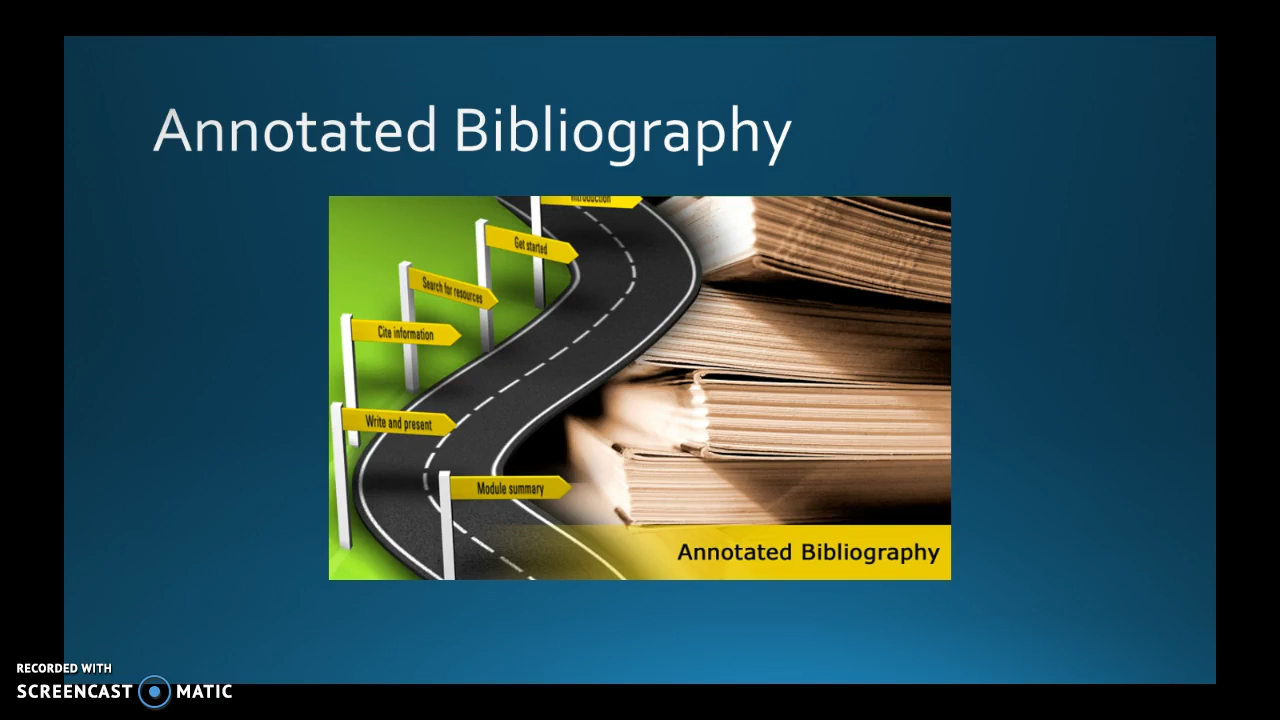 Annotated Bibliography
Introduction
Get started
Search for resources
Cite information
Write and present
Module summary
Annotated Bibliography
RECORDED WITH
SCREENCAST MATIC